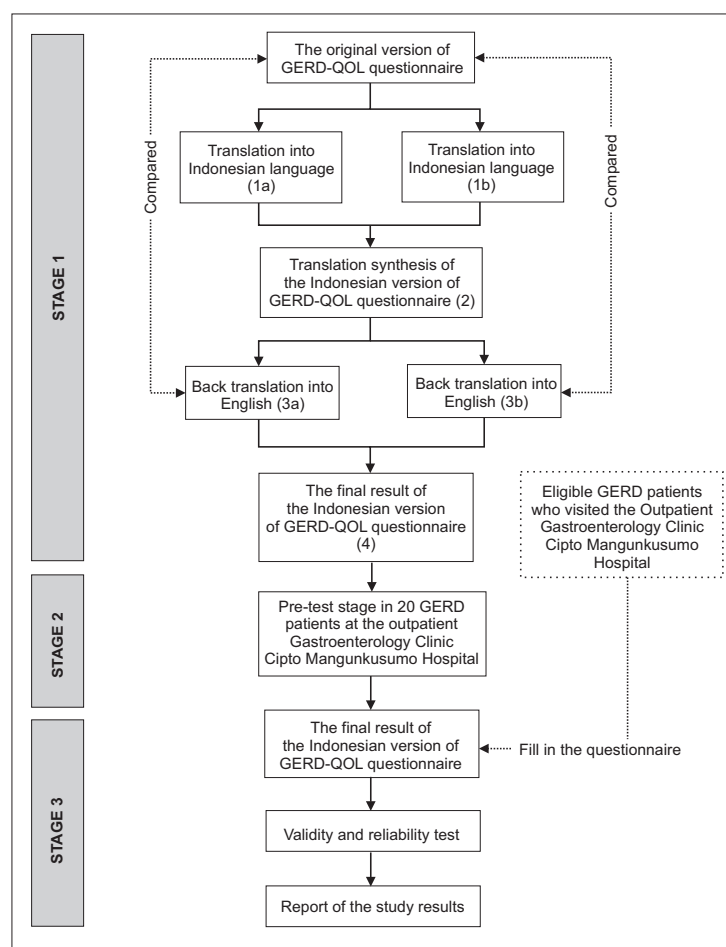 STAGE 1
The original version of
GERD-QOL questionnaire
Compared
Compared
Translation into
Indonesian language
(1a)
Translation into
Indonesian language
(1b)
Translation synthesis of
the Indonesian version of
GERD-QOL questionnaire (2)
Back translation into
English (3a)
Back translation into
English (3b)
The final result of
the Indonesian version
of GERD-QOL questionnaire
(4)
Eligible GERD patients
who visited the Outpatient
Gastroenterology Clinic
Cipto Mangunkusumo
Hospital
STAGE 2
Pre-test stage in 20 GERD
patients at the outpatient
Gastroenterology Clinic
Cipto Mangunkusumo Hospital
STAGE 3
The final result of
the Indonesian version of
GERD-QOL questionnaire
Fill in the questionnaire
Validity and reliability test
Report of the study results